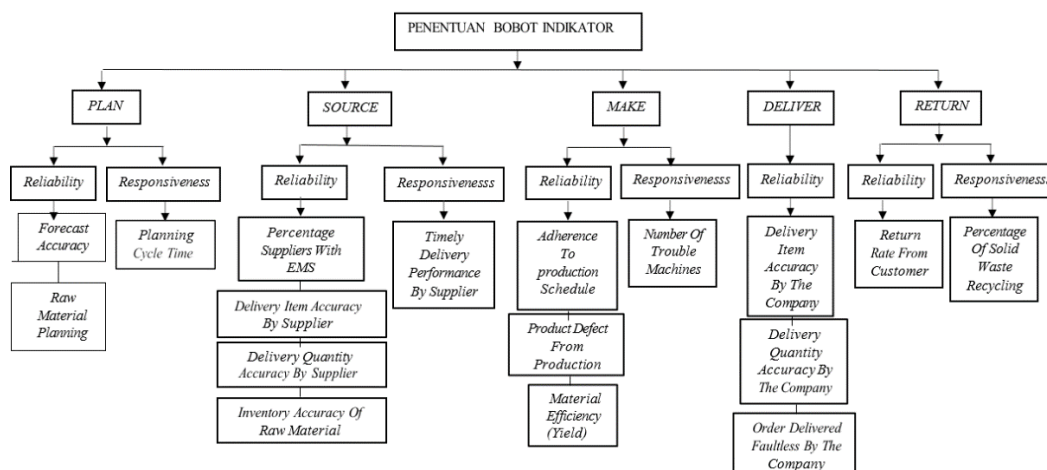 PENENTUAN BOBOT INDIKATOR
PLAN
SOURCE
MAKE
DELIVER
RETURN
Reliability
Responsiveness
Reliability
Responsivenesss
Reliability
Responsivenesss
Reliability
Reliability
Responsivenesss
Forecast
Accuracy
Raw
Material
Planning
Planning
Cycle Time
Percentage
Suppliers With
EMS
Delivery Item Accuracy
By Supplier
Delivery Quantity
Accuracy By Supplier
Inventory Accuracy Of
Raw Material
Timely
Delivery
Performance
By Supplier
Adherence
To
production
Schedule
Product Defect
From
Production
Material
Efficiency
(Yield)
Number Of
Trouble
Machines
Delivery
Item
Accuracy
By The
Company
Delivery
Quantity
Accuracy By
The Company
Order Delivered
Faultless By The
Company
Return
Rate From
Customer
Percentage
Of Solid
Waste
Recycling